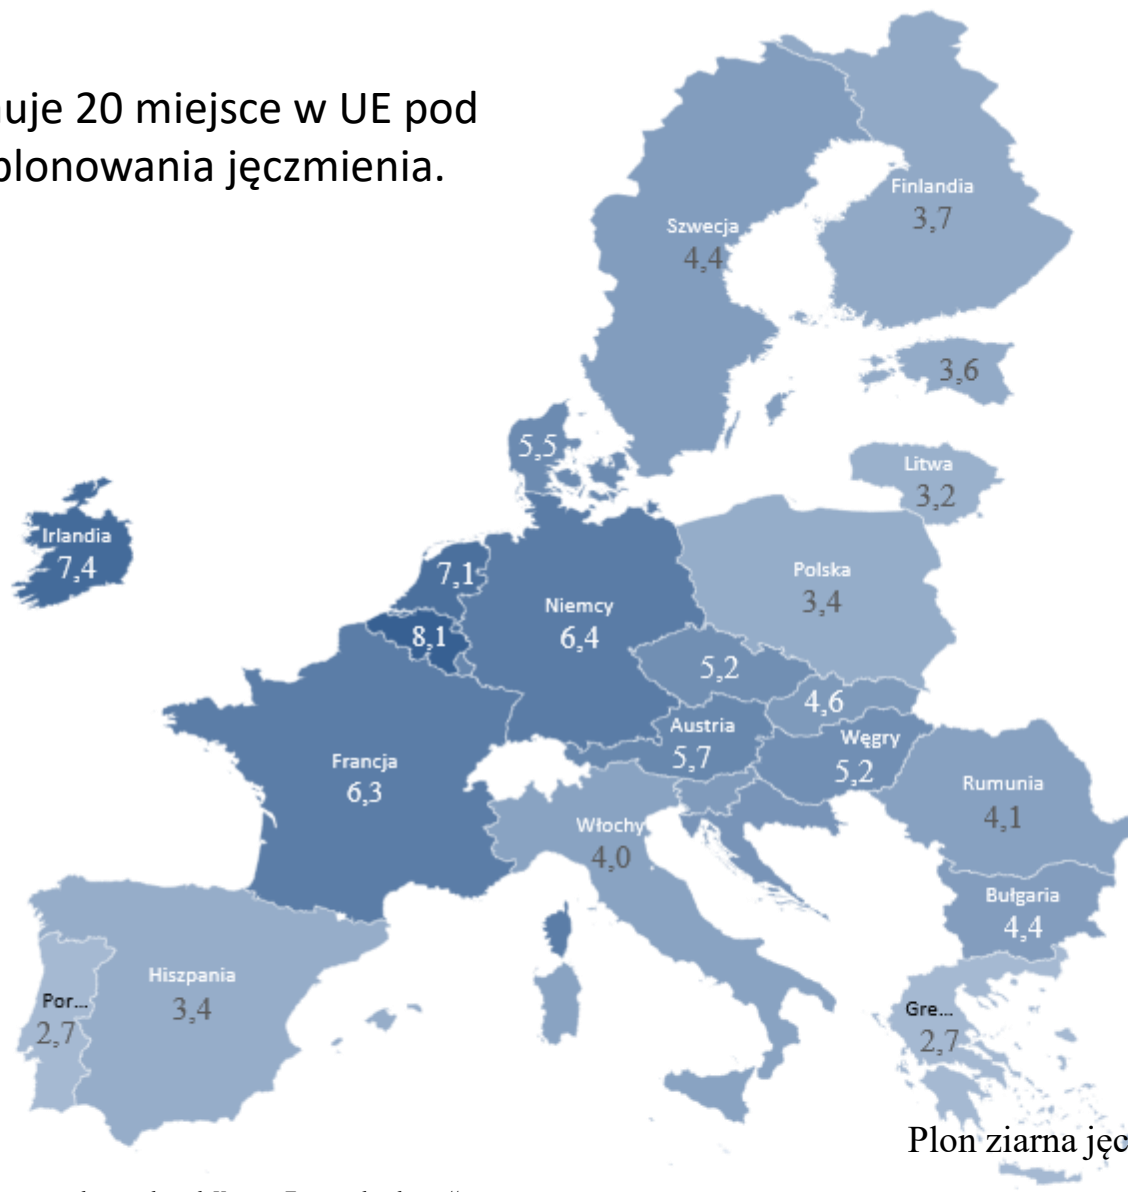 uje 20 miejsce w UE pod
plonowania jęczmienia.
Finlandia
3,7
Szwecja
4,4
3,6
5,5
Litwa
3,2
Irlandia
7,4
7,1
Polska
3,4
Niemcy
6,4
8,1
5,2
4,6
Austria
5,7
Węgry
5,2
Francja
6,3
Rumunia
4,1
Włochy
4,0
Bułgaria
4,4
Hiszpania
3,4
Por...
2,7
Gre...
2,7
Plon ziarna jęc